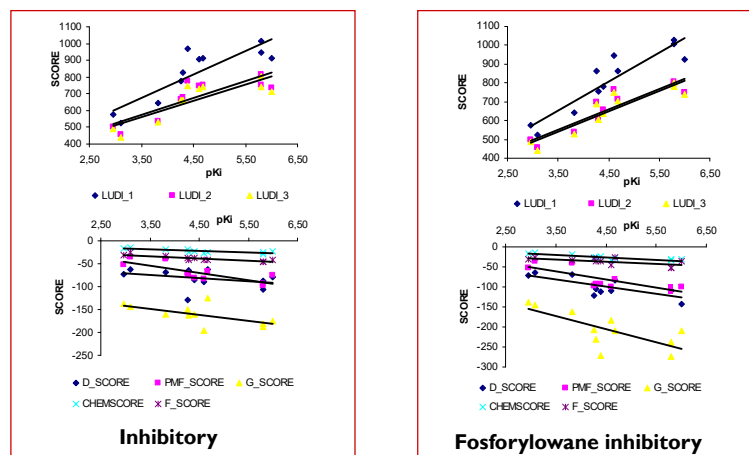 1100
1000
900
800
700
600
500
400
SCORE
2,50 3,50 4,50 5,50 6,50
pKi
LUDI_1 LUDI_2 LUDI_3
pKi
2,50 3,50 4,50 5,50 6,50
0
-50
-100
-150
-200
-250
SCORE
D_SCORE PMF_SCORE G_SCORE
CHEMSCORE F_SCORE
Inhibitory
1100
1000
900
800
700
600
500
400
SCORE
2,50 3,50 4,50 5,50 6,50
pKi
LUDI_1 LUDI_2 LUDI_3
pKi
2,50 3,50 4,50 5,50 6,50
0
-50
-100
-150
-200
-250
-300
SCORE
D_SCORE PMF_SCORE G_SCORE
CHEMSCORE F_SCORE
Fosforylowane inhibitory